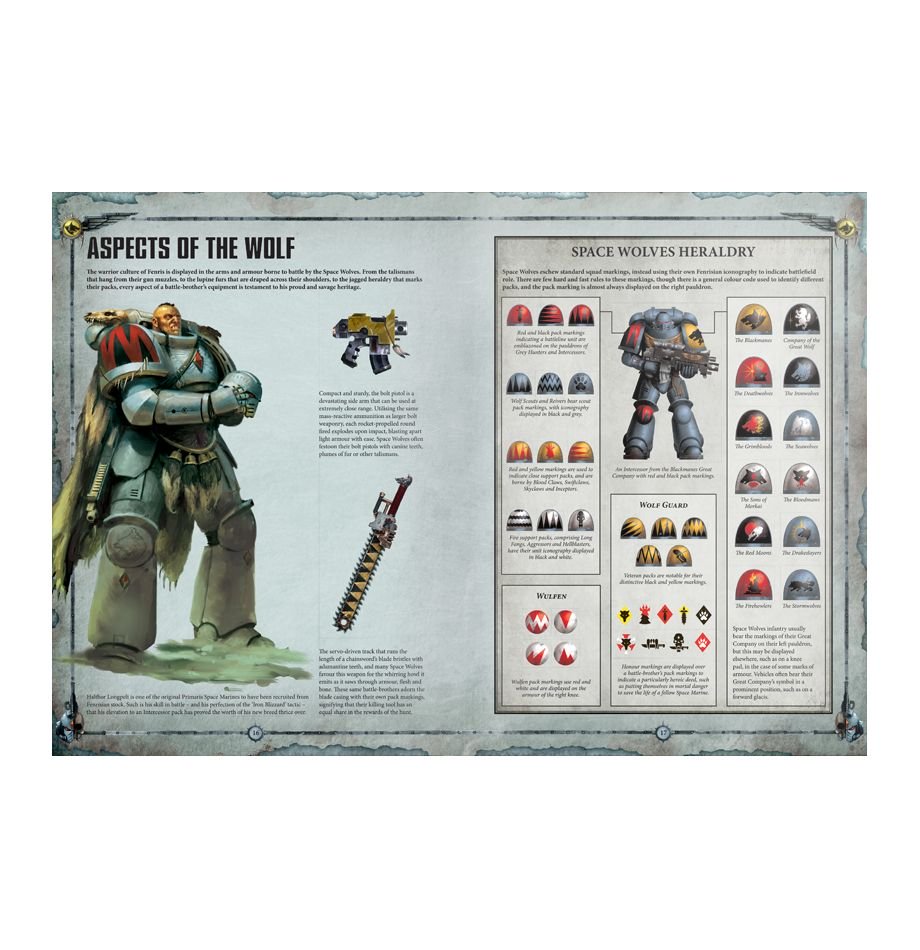 ASPECTS OF THE WOLF
The warrior culture of Fenris is displayed in the arms and armour borne to battle by the Space Wolves. From the talismans
that hang from their gun muzzles, to the lupine furs that are draped across their shoulders, to the jagged heraldry that marks
their packs, every aspect of a battle-brother's equipment is testament to his proud and savage heritage.
Compact and sturdy, the bolt pistol is a
devastating side arm that can be used at
extremely close range. Utilising the same
mass-reactive ammunition as larger bolt
weaponry, each rocket-propelled round
fired explodes upon impact, blasting apart
light armour with ease. Space Wolves often
festoon their bolt pistols with canine teeth,
plumes of fur or other talismans.
The servo-driven track that runs the
length of a chainsword's blade bristles with
adamantine teeth, and many Space Wolves
favour this weapon for the whirring howl it
emits as it saws through armour, flesh and
bone. These same battle-brothers adorn the
blade casing with their own pack markings,
signifying that their killing tool has an
equal share in the rewards of the hunt.
Halfdor Longpelt is one of the original Primaris Space Marines to have been recruited from
Fenrisian stock. Such is his skill in battle – and his perfection of the 'Iron Blizzard' tactic –
that his elevation to an Intercessor pack has proved the worth of his new breed thrice over.
16
SPACE WOLVES HERALDRY
Space Wolves eschew standard squad markings, instead using their own Fenrisian iconography to indicate battlefield
role. There are few hard and fast rules to these markings, though there is a general colour code used to identify different
packs, and the pack marking is almost always displayed on the right pauldron.
Red and black pack markings
indicating a battleline unit are
emblazoned on the pauldrons of
Grey Hunters and Intercessors.
Wolf Scouts and Reivers bear scout
pack markings, with iconography
displayed in black and grey.
Red and yellow markings are used to
indicate close support packs, and are
borne by Blood Claws, Swiftclaws,
Skyclaws and Inceptors.
Fire support packs, comprising Long
Fangs, Aggressors and Hellblasters,
have their unit iconography displayed
in black and white.
WULFEN
Wulfen pack markings use red and
white and are displayed on the
armour of the right knee.
An Intercessor from the Blackmanes Great
Company with red and black pack markings.
WOLF GUARD
Veteran packs are notable for their
distinctive black and yellow markings.
Honour markings are displayed over
a battle-brother's pack markings to
indicate a particularly heroic deed, such
as putting themselves in mortal danger
to save the life of a fellow Space Marine.
The Blackmanes
Company of the
Great Wolf
The Deathwolves
The Ironwolves
The Grimbloods
The Seawolves
The Sons of
Morkai
The Bloodmaws
The Red Moons
The Drakeslayers
The Firehowlers
The Stormwolves
Space Wolves infantry usually
bear the markings of their Great
Company on their left pauldron,
but this may be displayed
elsewhere, such as on a knee
pad, in the case of some marks of
armour. Vehicles often bear their
Great Company's symbol in a
prominent position, such as on a
forward glacis.
17